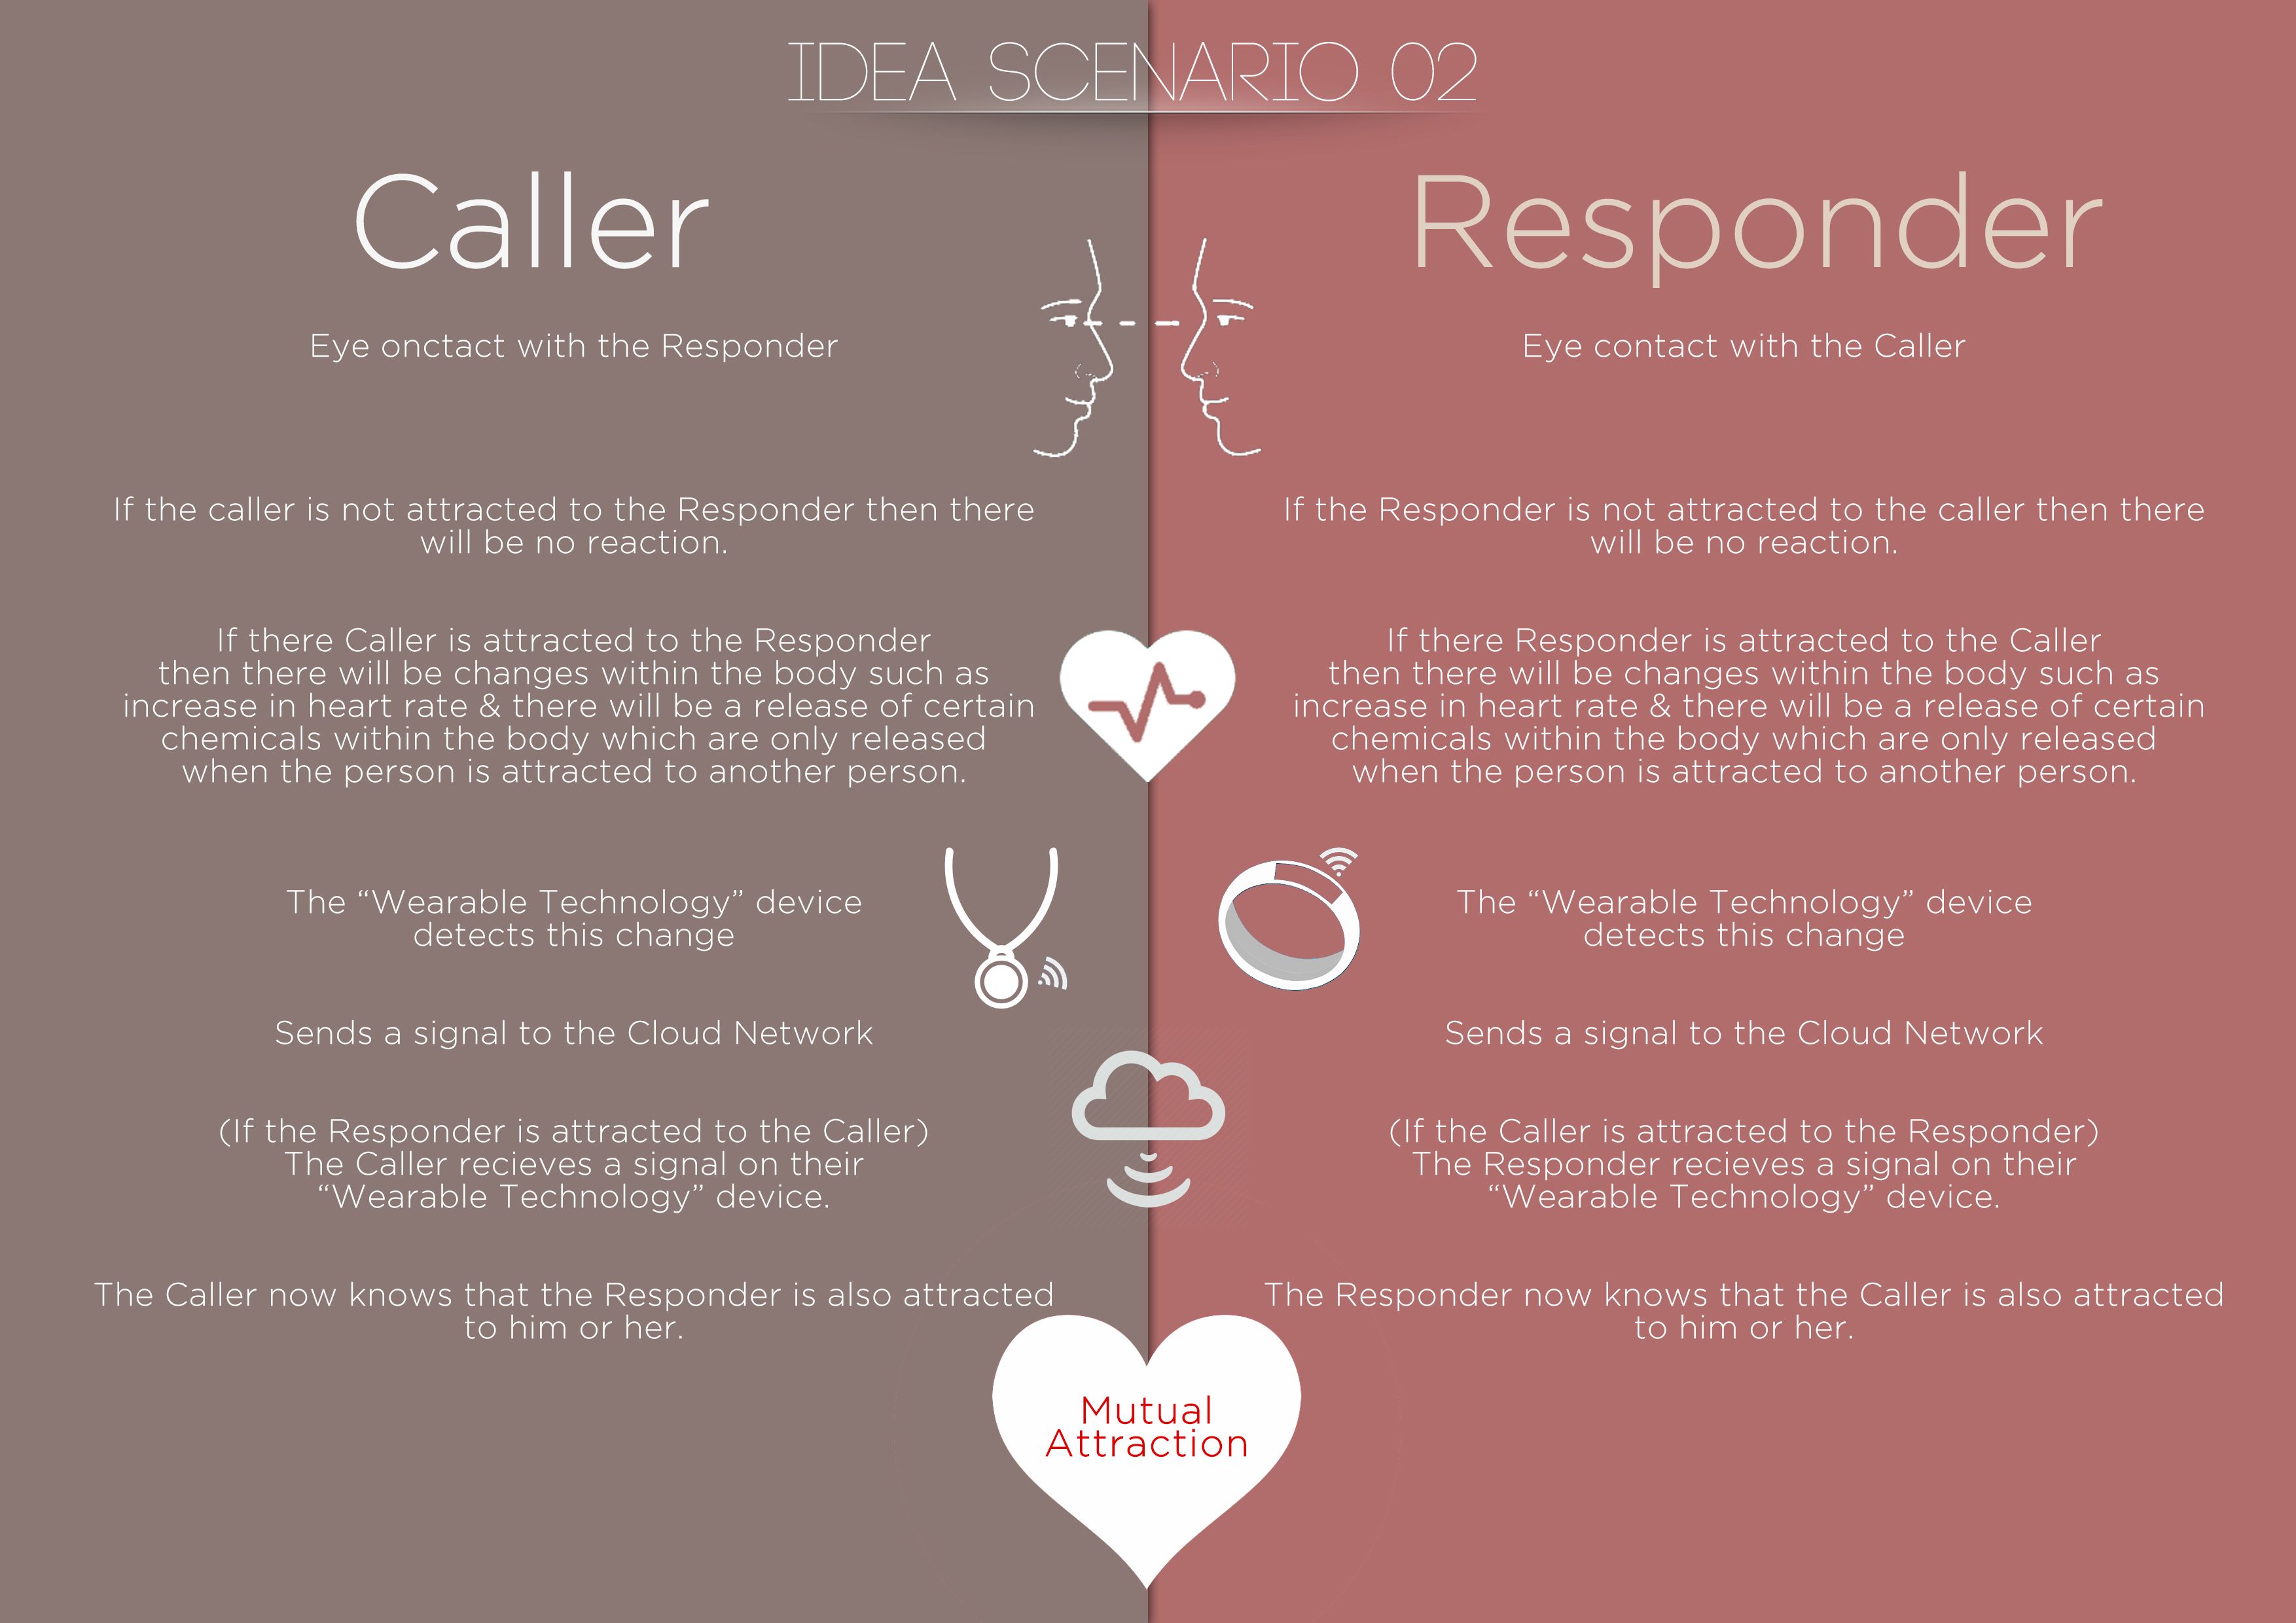 IDEA SCENARIO 02
Caller
Eye onctact with the Responder
If the caller is not attracted to the Responder then there
will be no reaction.
If there Caller is attracted to the Responder
then there will be changes within the body such as
increase in heart rate & there will be a release of certain
chemicals within the body which are only released
when the person is attracted to another person.
The “Wearable Technology” device
detects this change
Sends a signal to the Cloud Network
(If the Responder is attracted to the Caller)
The Caller recieves a signal on their
“Wearable Technology” device.
The Caller now knows that the Responder is also attracted
to him or her.
Responder
Eye contact with the Caller
If the Responder is not attracted to the caller then there
will be no reaction.
If there Responder is attracted to the Caller
then there will be changes within the body such as
increase in heart rate & there will be a release of certain
chemicals within the body which are only released
when the person is attracted to another person.
The “Wearable Technology” device
detects this change
Sends a signal to the Cloud Network
(If the Caller is attracted to the Responder)
The Responder recieves a signal on their
“Wearable Technology” device.
The Responder now knows that the Caller is also attracted
to him or her.
Mutual
Attraction